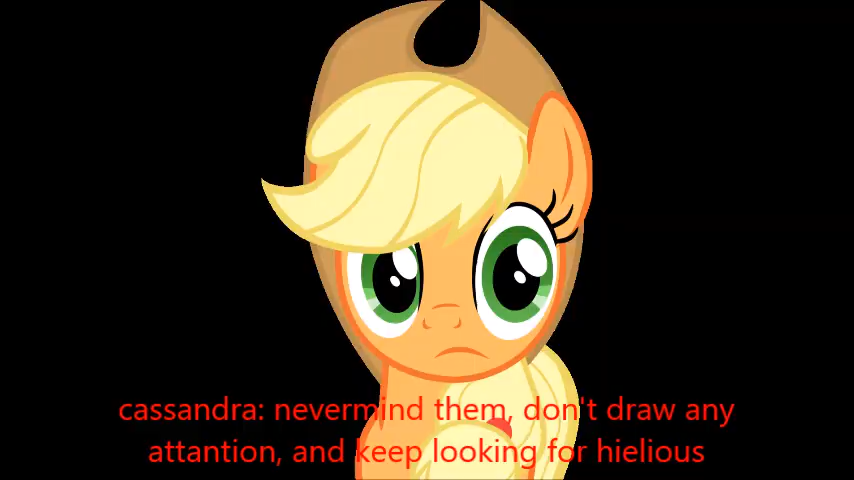 cassandra: nevermind them, don't draw any
attantion, and keep looking for hielious